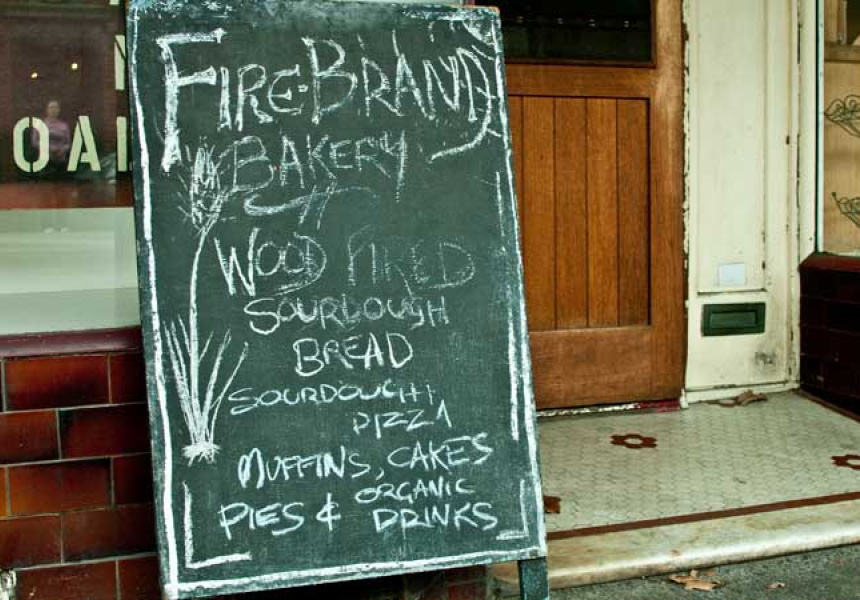 FIRE·BRAND
BAKERY
WOOD FIRED
SOURDOUGH
BREAD
SOURDOUGH
PIZZA
MUFFINS, CAKES
ORGANIC
PIES & DRINKS